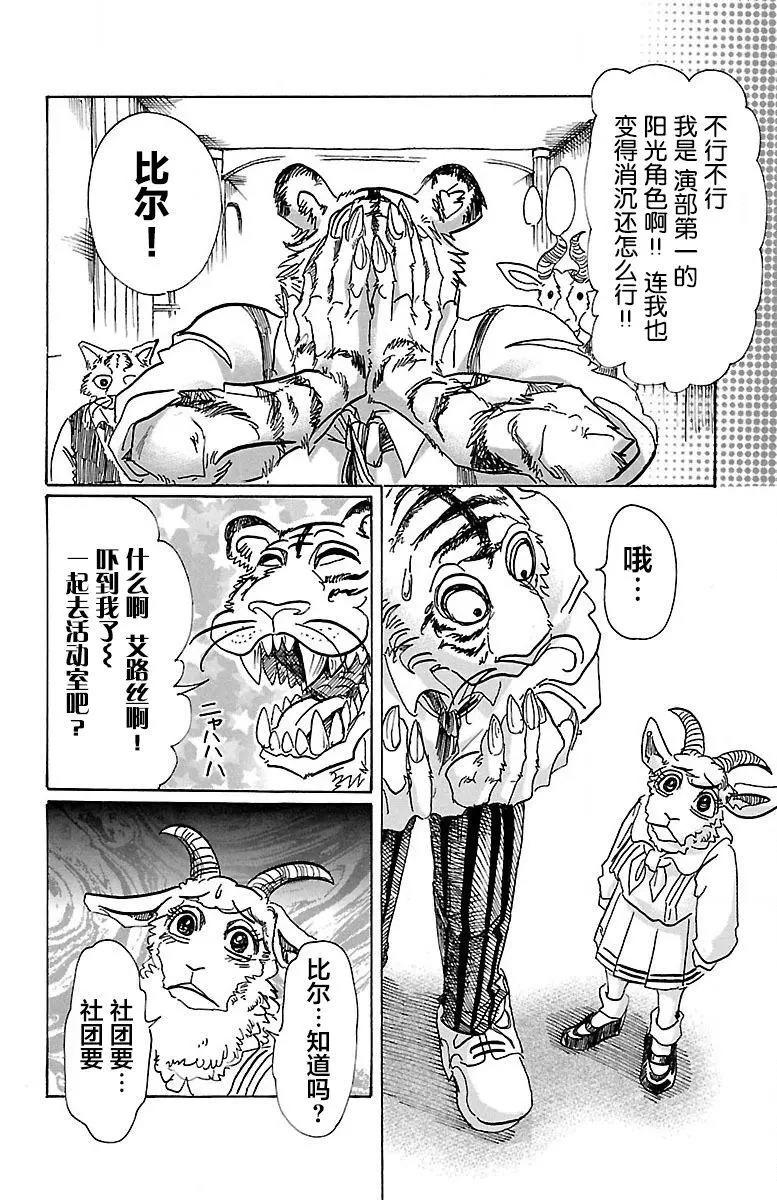 不行不行
我是演部第一的
阳光角色啊!! 连我也
变得消沉还怎么行!!
比尔!
哦…
什么啊 艾路丝啊!
吓到我了~
一起去活动室吧?
ニャハハハ
比尔…知道吗?
社团要…
社团要